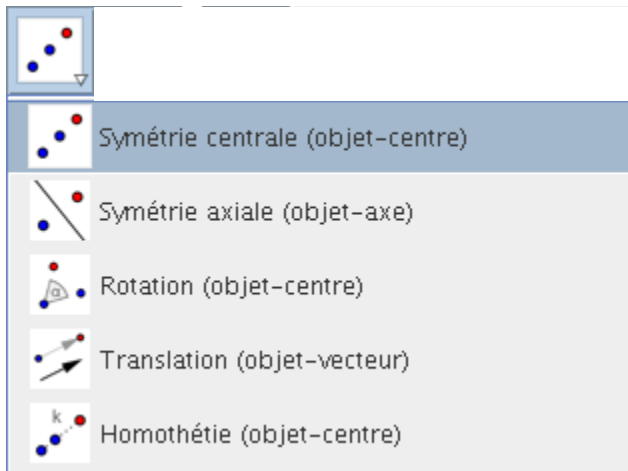 Symétrie centrale (objet-centre)
Symétrie axiale (objet-axe)
α Rotation (objet-centre)
Translation (objet-vecteur)
k Homothétie (objet-centre)